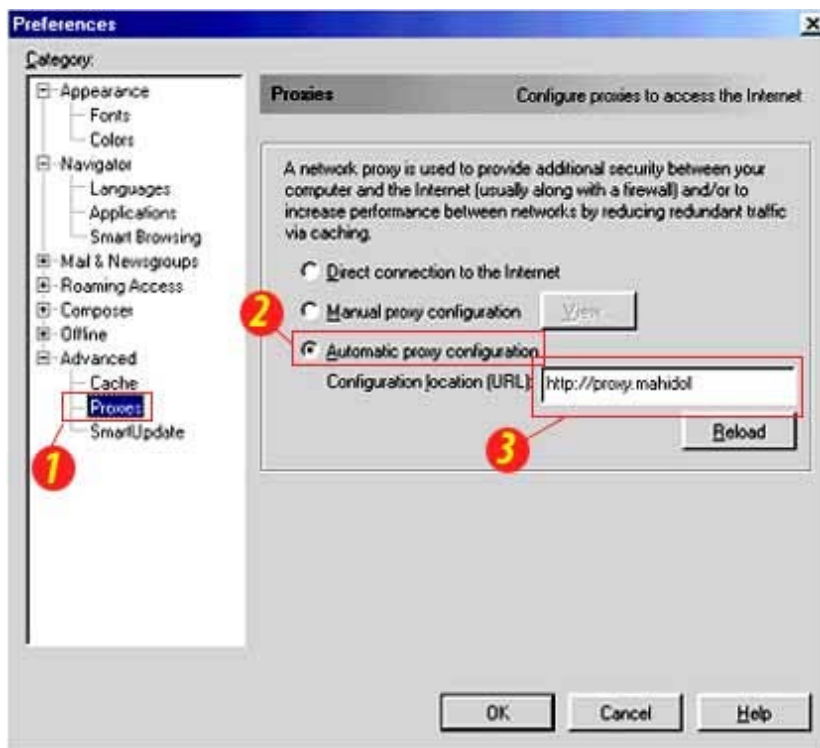 Preferences
Category:
Appearance
Fonts
Colors
Navigator
Languages
Applications
Smart Browsing
Mail & Newsgroups
Roaming Access
Composer
Offline
Advanced
Cache
Proxies
SmartUpdate
1
Proxies Configure proxies to access the Internet
A network proxy is used to provide additional security between your
computer and the Internet (usually along with a firewall) and/or to
increase performance between networks by reducing redundant traffic
via caching.
Direct connection to the Internet
2
Manual proxy configuration View...
Automatic proxy configuration
Configuration location (URL): http://proxy.mahidol
3
Reload
OK Cancel Help